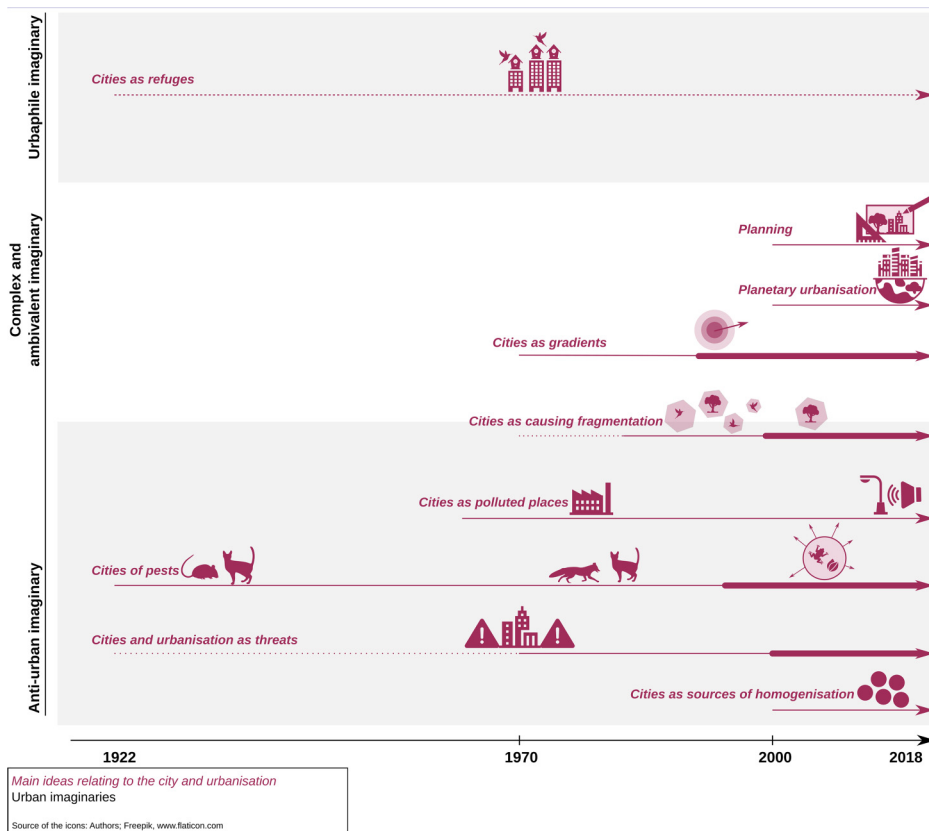 Urbaphile imaginary
Cities as refuges
Complex and
ambivalent imaginary
Planning
Planetary urbanisation
Cities as gradients
Cities as causing fragmentation
Anti-urban imaginary
Cities as polluted places
Cities of pests
Cities and urbanisation as threats
Cities as sources of homogenisation
1922 1970 2000 2018
Main ideas relating to the city and urbanisation
Urban imaginaries
Source of the icons: Authors; Freepik, www.flaticon.com